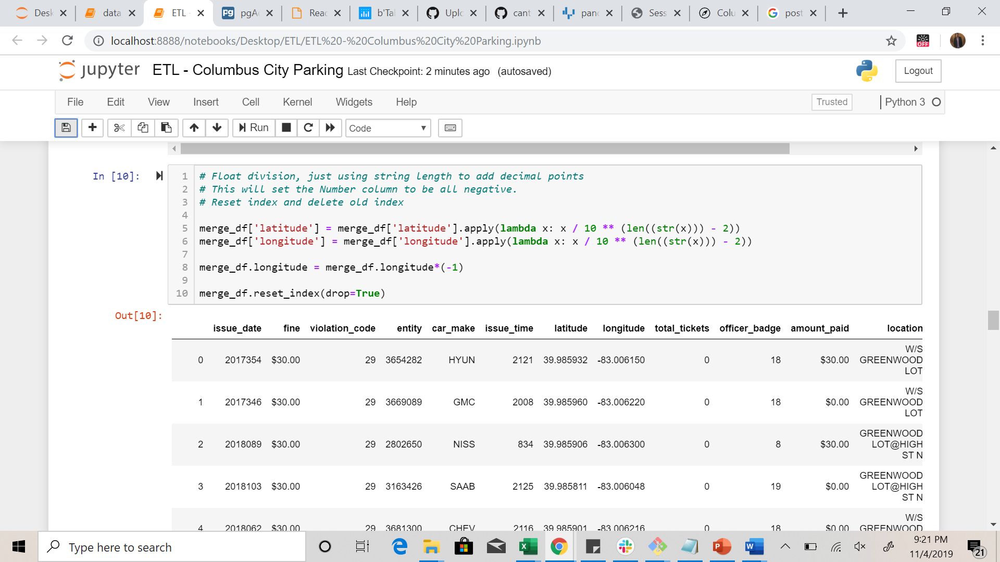 Desk
data
ETL -
pgAd
Reac
b'Tal
Uplo
cant
panc
Sess
Colu
post
localhost:8888/notebooks/Desktop/ETL/ETL%20-%20Columbus%20City%20Parking.ipynb
OFF
jupyter ETL - Columbus City Parking Last Checkpoint: 2 minutes ago (autosaved)
Logout
File Edit View Insert Cell Kernel Widgets Help
Trusted
Python 3
Run
Code
In [10]:
1 # Float division, just using string length to add decimal points
2 # This will set the Number column to be all negative.
3 # Reset index and delete old index
4
5 merge_df['latitude'] = merge_df['latitude'].apply(lambda x: x / 10 ** (len((str(x))) - 2))
6 merge_df['longitude'] = merge_df['longitude'].apply(lambda x: x / 10 ** (len((str(x))) - 2))
7
8 merge_df.longitude = merge_df.longitude*(-1)
9
10 merge_df.reset_index(drop=True)
Out[10]:
issue_date fine violation_code entity car_make issue_time latitude longitude total_tickets officer_badge amount_paid location
0 2017354 $30.00 29 3654282 HYUN 2121 39.985932 -83.006150 0 18 $30.00 W/S
GREENWOOD
LOT
1 2017346 $30.00 29 3669089 GMC 2008 39.985960 -83.006220 0 18 $0.00 W/S
GREENWOOD
LOT
2 2018089 $30.00 29 2802650 NISS 834 39.985906 -83.006300 0 8 $30.00 GREENWOOD
LOT@HIGH
ST N
3 2018103 $30.00 29 3163426 SAAB 2125 39.985811 -83.006048 0 19 $0.00 GREENWOOD
LOT@HIGH
ST N
4 2018062 $30.00 29 3681300 CHEV 2116 39.985901 -83.006216 0 18 $0.00 W/S
GREENWOOD
Type here to search
9:21 PM
11/4/2019
21